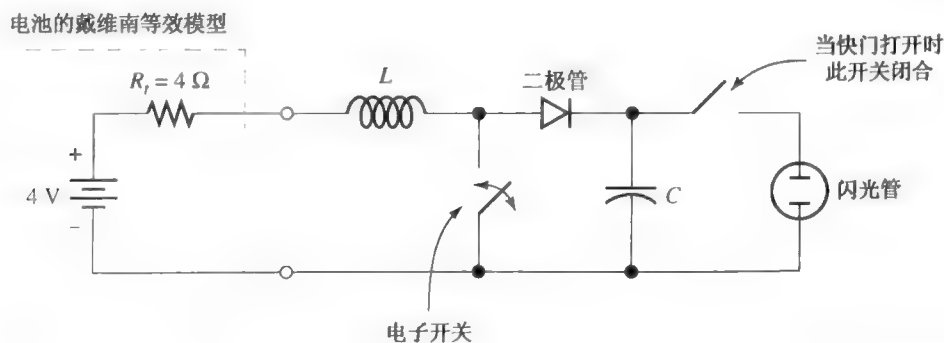 电池的戴维南等效模型
R_t = 4 Ω
L
二极管
当快门打开时
此开关闭合
+
4 V
−
C
闪光管
电子开关